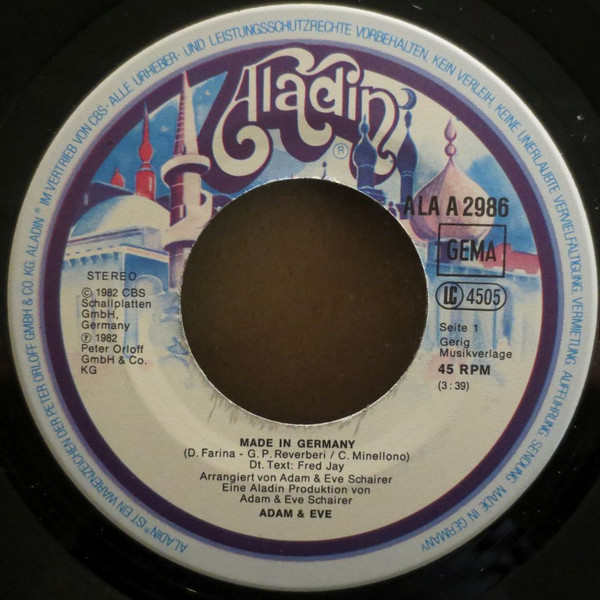 ALADIN® IST EIN WARENZEICHEN DER PETER ORLOFF GMBH & CO. KG. ALADIN® IM VERTRIEB VON CBS - ALLE URHEBER- UND LEISTUNGSSCHUTZRECHTE VORBEHALTEN. KEIN VERLEIH, KEINE UNERLAUBTE VERVIELFÄLTIGUNG, VERMIETUNG, AUFFÜHRUNG, SENDUNG. MADE IN GERMANY
Aladin
®
ALA A 2986
GEMA
LC 4505
STEREO
© 1982 CBS
Schallplatten
GmbH,
Germany
℗ 1982
Peter Orloff
GmbH & Co.
KG
Seite 1
Gerig
Musikverlage
45 RPM
(3:39)
MADE IN GERMANY
(D. Farina - G. P. Reverberi / C. Minellono)
Dt. Text: Fred Jay
Arrangiert von Adam & Eve Schairer
Eine Aladin Produktion von
Adam & Eve Schairer
ADAM & EVE